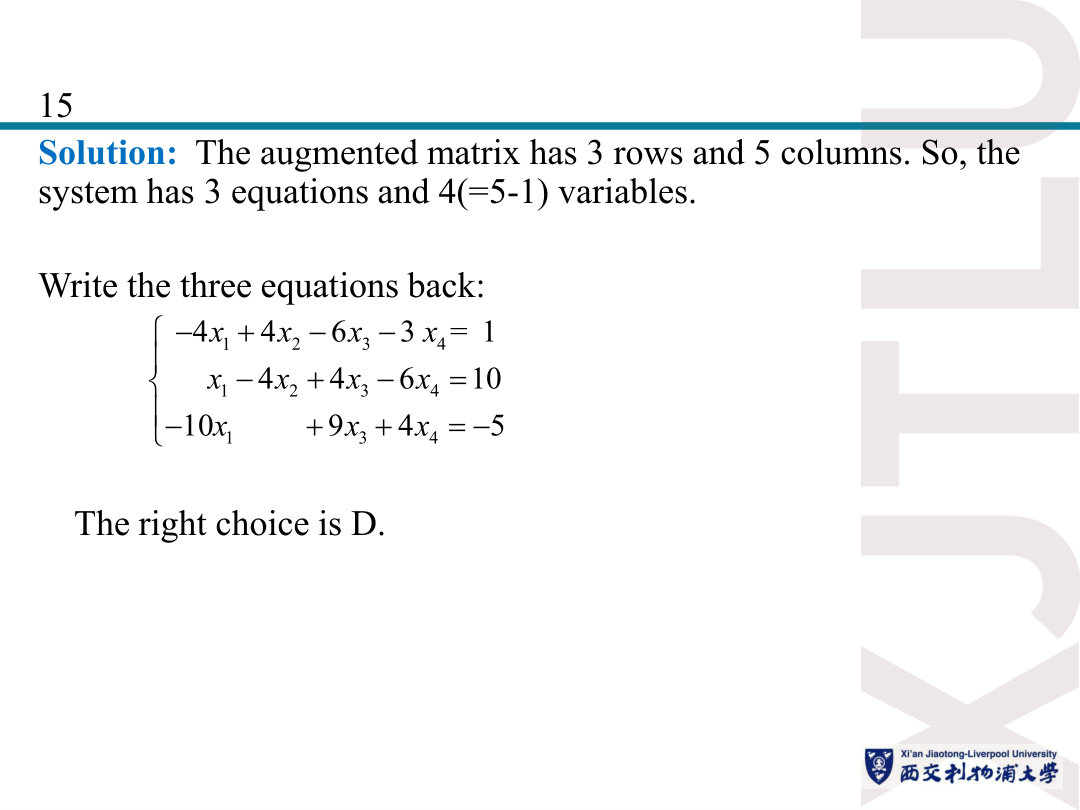 15
Solution: The augmented matrix has 3 rows and 5 columns. So, the
system has 3 equations and 4(=5-1) variables.
Write the three equations back:
−4x₁ + 4x₂ − 6x₃ − 3 x₄ = 1
x₁ − 4x₂ + 4x₃ − 6x₄ = 10
−10x₁ + 9x₃ + 4x₄ = −5
The right choice is D.
XJTLU
Xi'an Jiaotong-Liverpool University
西交利物浦大學